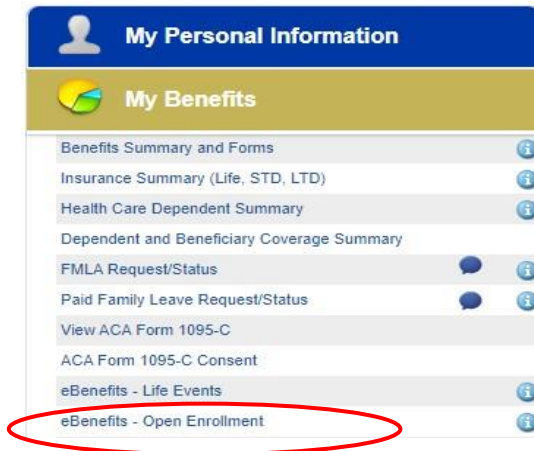 My Personal Information
My Benefits
Benefits Summary and Forms
Insurance Summary (Life, STD, LTD)
Health Care Dependent Summary
Dependent and Beneficiary Coverage Summary
FMLA Request/Status
Paid Family Leave Request/Status
View ACA Form 1095-C
ACA Form 1095-C Consent
eBenefits - Life Events
eBenefits - Open Enrollment